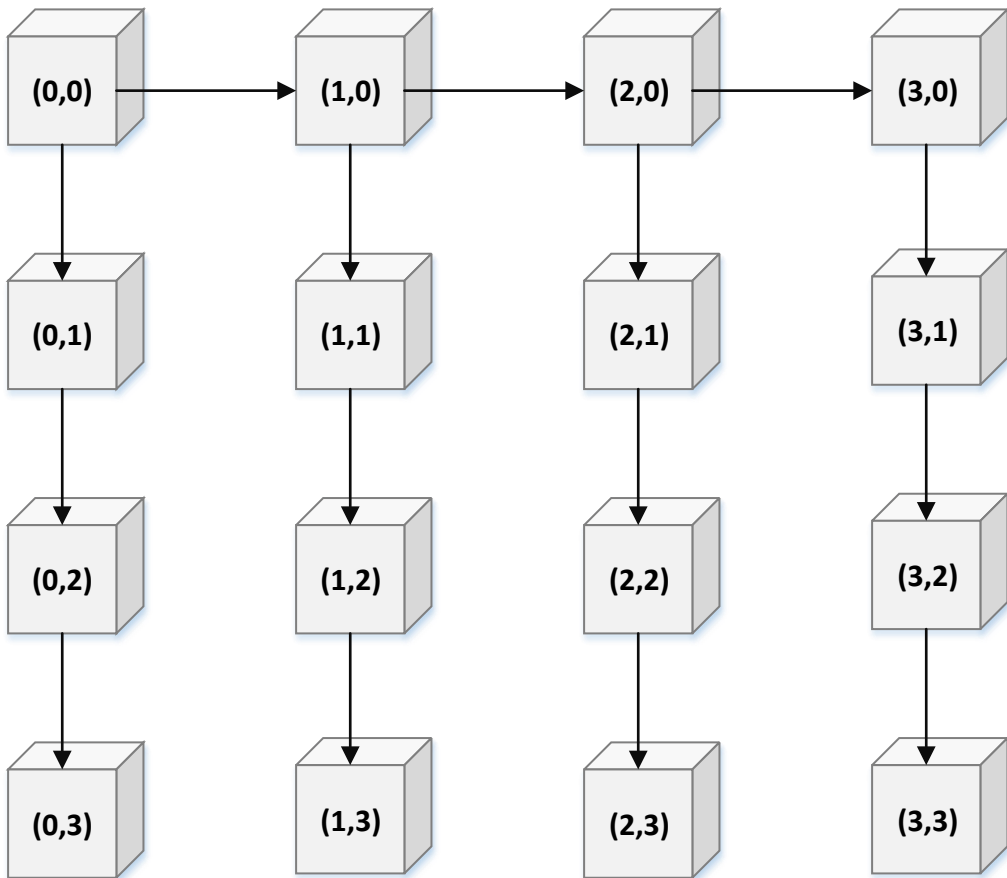 (0,0) (1,0) (2,0) (3,0)
(0,1) (1,1) (2,1) (3,1)
(0,2) (1,2) (2,2) (3,2)
(0,3) (1,3) (2,3) (3,3)